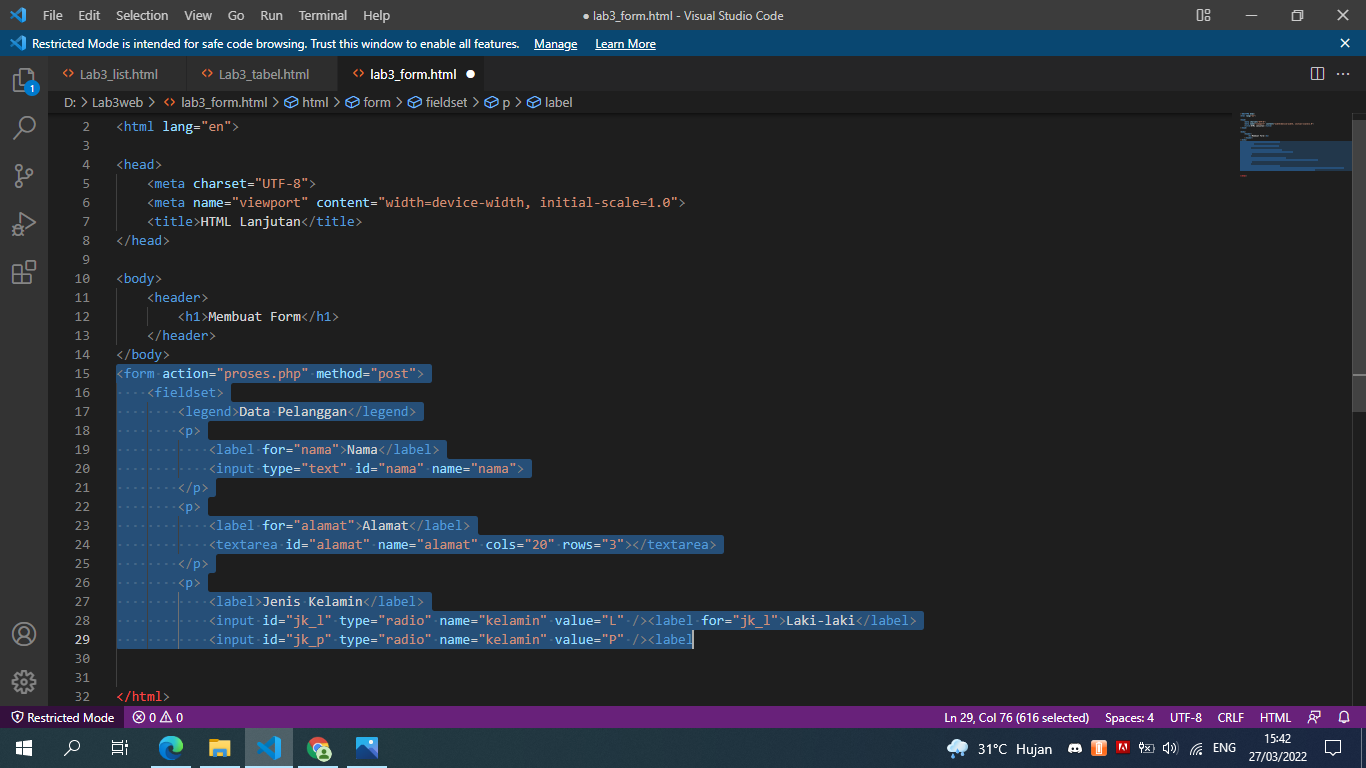 File Edit Selection View Go Run Terminal Help ● lab3_form.html - Visual Studio Code
Restricted Mode is intended for safe code browsing. Trust this window to enable all features. Manage Learn More
Lab3_list.html Lab3_tabel.html lab3_form.html ●
D: > Lab3web > lab3_form.html > html > form > fieldset > p > label
1
2 <html lang="en">
3
4 <head>
5 <meta charset="UTF-8">
6 <meta name="viewport" content="width=device-width, initial-scale=1.0">
7 <title>HTML Lanjutan</title>
8 </head>
9
10 <body>
11 <header>
12 <h1>Membuat Form</h1>
13 </header>
14 </body>
15 <form action="proses.php" method="post">
16 <fieldset>
17 <legend>Data Pelanggan</legend>
18 <p>
19 <label for="nama">Nama</label>
20 <input type="text" id="nama" name="nama">
21 </p>
22 <p>
23 <label for="alamat">Alamat</label>
24 <textarea id="alamat" name="alamat" cols="20" rows="3"></textarea>
25 </p>
26 <p>
27 <label>Jenis Kelamin</label>
28 <input id="jk_l" type="radio" name="kelamin" value="L" /><label for="jk_l">Laki-laki</label>
29 <input id="jk_p" type="radio" name="kelamin" value="P" /><label
30
31
32 </html>
Restricted Mode 0 0 Ln 29, Col 76 (616 selected) Spaces: 4 UTF-8 CRLF HTML
31°C Hujan ENG 15:42
27/03/2022